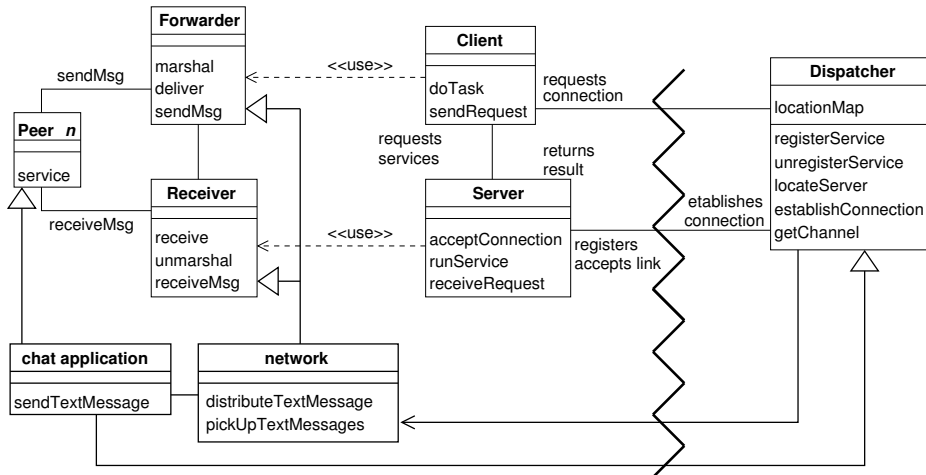 Forwarder
marshal
deliver
sendMsg
sendMsg
Peer n
service
receiveMsg
Receiver
receive
unmarshal
receiveMsg
<<use>>
<<use>>
Client
doTask
sendRequest
requests
services
returns
result
Server
acceptConnection
runService
receiveRequest
requests
connection
registers
accepts link
etablishes
connection
Dispatcher
locationMap
registerService
unregisterService
locateServer
establishConnection
getChannel
chat application
sendTextMessage
network
distributeTextMessage
pickUpTextMessages